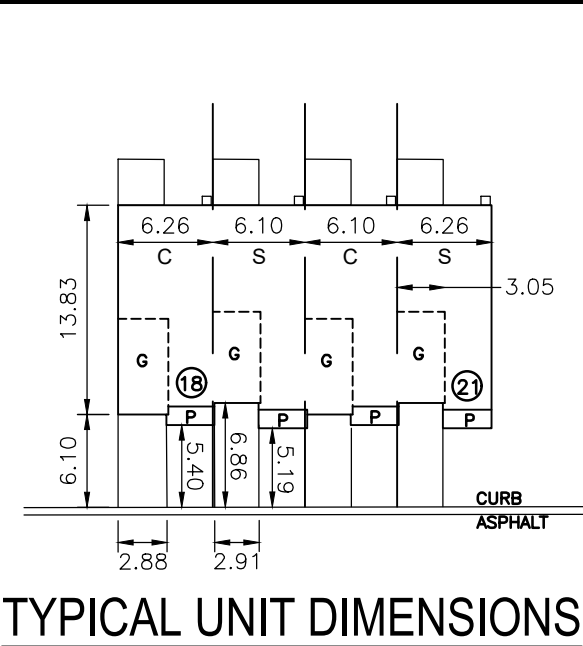 6.26 6.10 6.10 6.26
C S C S
3.05
13.83
G G G G
18 21
P P P P
6.10 5.40 6.86 5.19
CURB
ASPHALT
2.88 2.91
TYPICAL UNIT DIMENSIONS